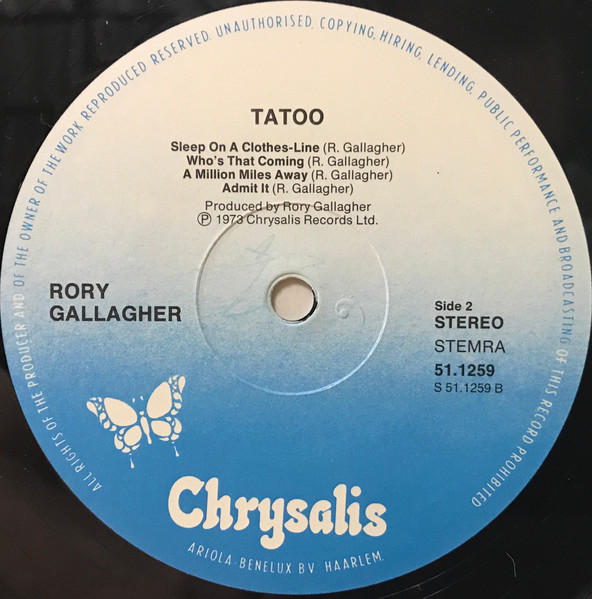 ALL RIGHTS OF THE PRODUCER AND OF THE OWNER OF THE WORK REPRODUCED RESERVED. UNAUTHORISED, COPYING, HIRING, LENDING, PUBLIC PERFORMANCE AND BROADCASTING OF THIS RECORD PROHIBITED
TATOO
Sleep On A Clothes-Line (R. Gallagher)
Who's That Coming (R. Gallagher)
A Million Miles Away (R. Gallagher)
Admit It (R. Gallagher)
Produced by Rory Gallagher
Ⓟ 1973 Chrysalis Records Ltd.
RORY
GALLAGHER
Side 2
STEREO
STEMRA
51.1259
S 51.1259 B
Chrysalis
ARIOLA-BENELUX B.V. HAARLEM.